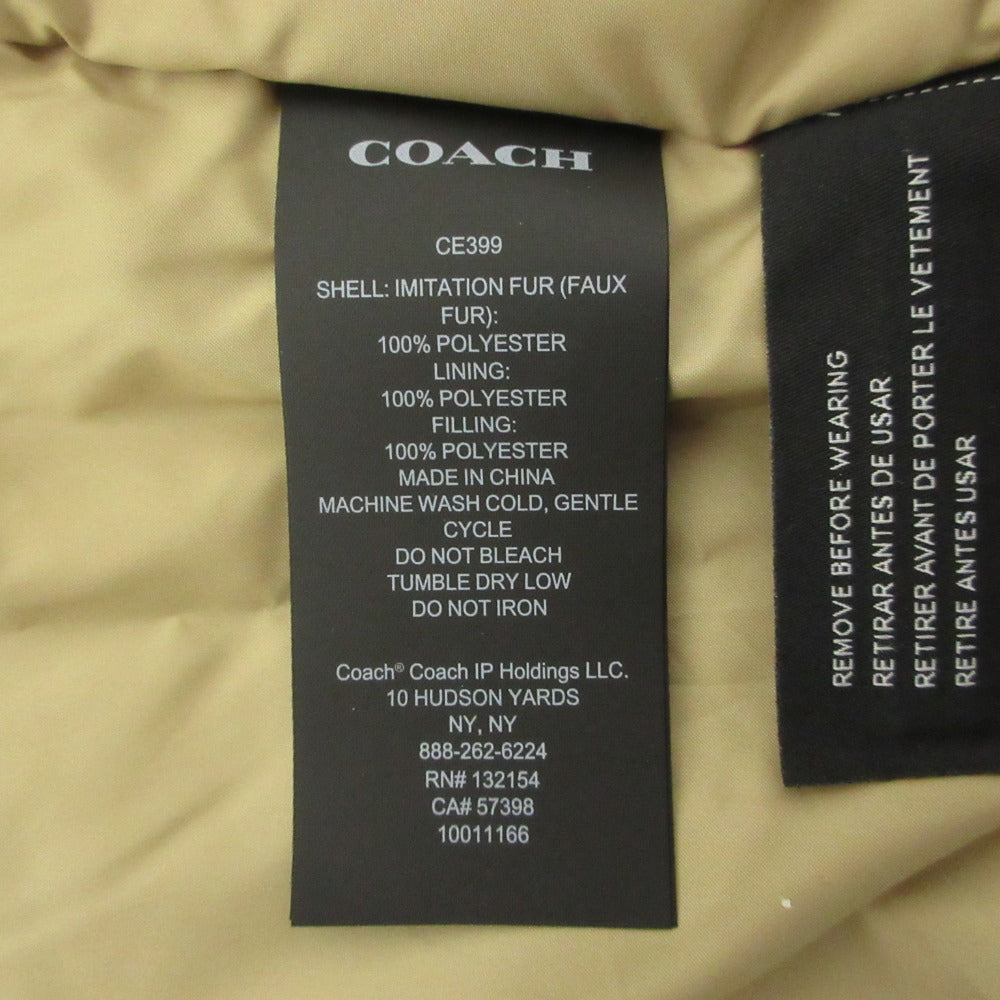 COACH
CE399
SHELL: IMITATION FUR (FAUX
FUR):
100% POLYESTER
LINING:
100% POLYESTER
FILLING:
100% POLYESTER
MADE IN CHINA
MACHINE WASH COLD, GENTLE
CYCLE
DO NOT BLEACH
TUMBLE DRY LOW
DO NOT IRON
Coach® Coach IP Holdings LLC.
10 HUDSON YARDS
NY, NY
888-262-6224
RN# 132154
CA# 57398
10011166
REMOVE BEFORE WEARING
RETIRAR ANTES DE USAR
RETIRER AVANT DE PORTER LE VETEMENT
RETIRE ANTES USAR